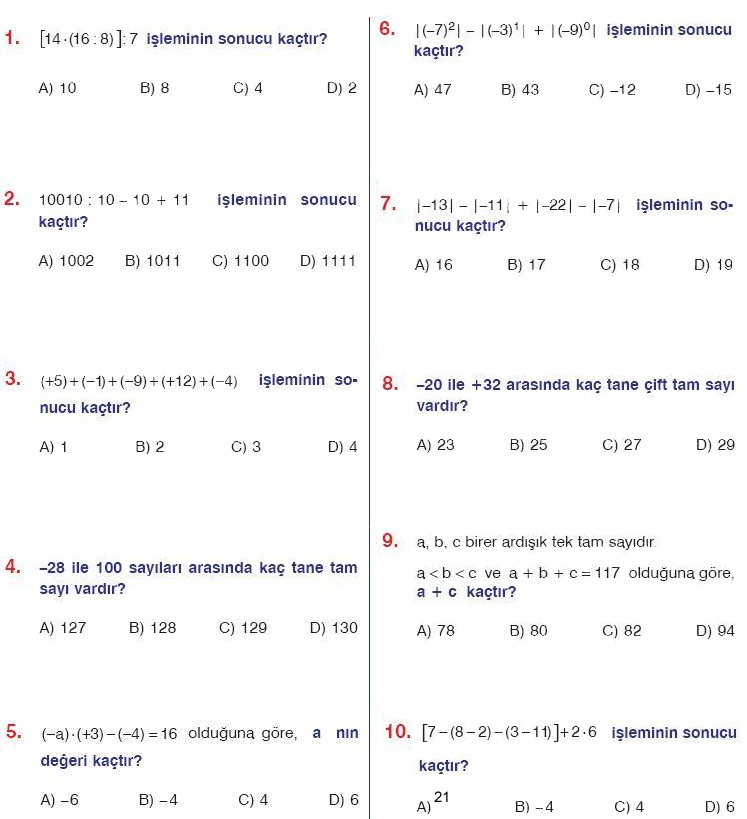 1. [14·(16 : 8)]: 7 işleminin sonucu kaçtır?
A) 10 B) 8 C) 4 D) 2
2. 10010 : 10 – 10 + 11 işleminin sonucu
kaçtır?
A) 1002 B) 1011 C) 1100 D) 1111
3. (+5)+(–1)+(–9)+(+12)+(–4) işleminin so-
nucu kaçtır?
A) 1 B) 2 C) 3 D) 4
4. –28 ile 100 sayıları arasında kaç tane tam
sayı vardır?
A) 127 B) 128 C) 129 D) 130
5. (–a)·(+3)–(–4)=16 olduğuna göre, a nın
değeri kaçtır?
A) –6 B) –4 C) 4 D) 6
6. |(–7)²| – |(–3)¹| + |(–9)⁰| işleminin sonucu
kaçtır?
A) 47 B) 43 C) –12 D) –15
7. |–13| – |–11| + |–22| – |–7| işleminin so-
nucu kaçtır?
A) 16 B) 17 C) 18 D) 19
8. –20 ile +32 arasında kaç tane çift tam sayı
vardır?
A) 23 B) 25 C) 27 D) 29
9. a, b, c birer ardışık tek tam sayıdır.
a < b < c ve a + b + c = 117 olduğuna göre,
a + c kaçtır?
A) 78 B) 80 C) 82 D) 94
10. [7–(8–2)–(3–11)]+2·6 işleminin sonucu
kaçtır?
A) 21 B) –4 C) 4 D) 6